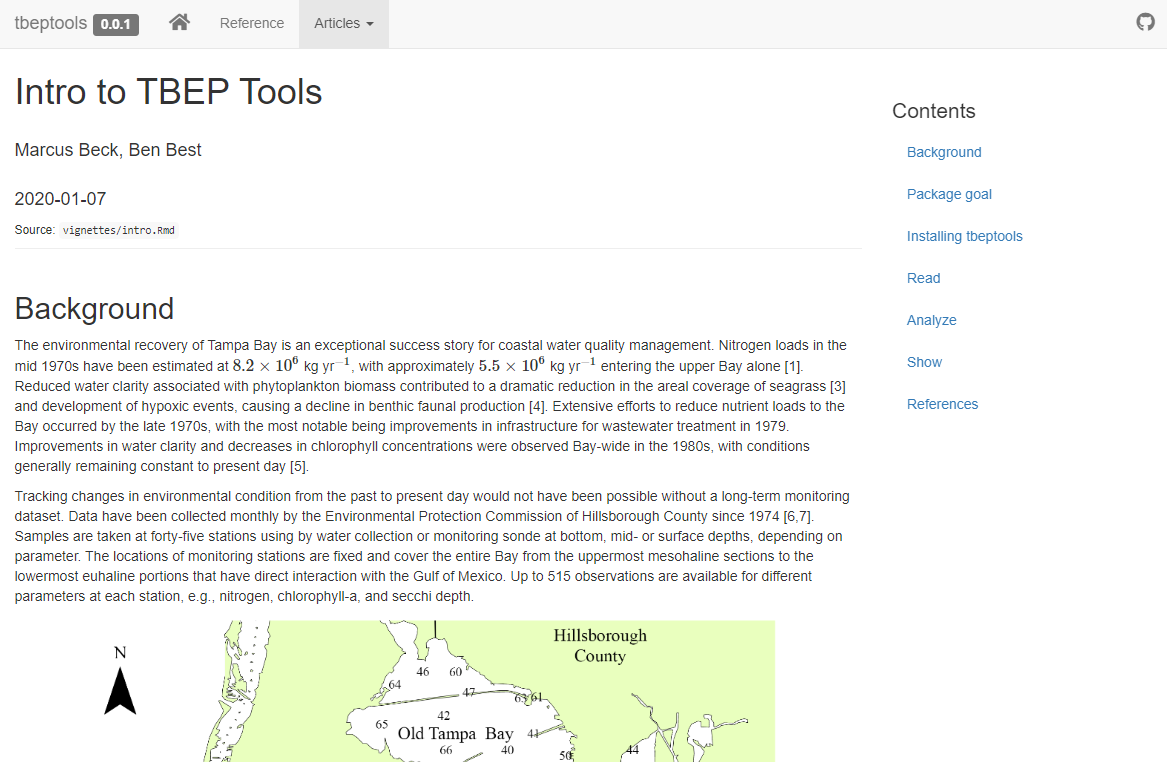 tbeptools 0.0.1 Reference Articles
Intro to TBEP Tools
Marcus Beck, Ben Best
2020-01-07
Source: vignettes/intro.Rmd
Contents
Background
Package goal
Installing tbeptools
Read
Analyze
Show
References
Background
The environmental recovery of Tampa Bay is an exceptional success story for coastal water quality management. Nitrogen loads in the
mid 1970s have been estimated at 8.2 × 10⁶ kg yr⁻¹, with approximately 5.5 × 10⁶ kg yr⁻¹ entering the upper Bay alone [1].
Reduced water clarity associated with phytoplankton biomass contributed to a dramatic reduction in the areal coverage of seagrass [3]
and development of hypoxic events, causing a decline in benthic faunal production [4]. Extensive efforts to reduce nutrient loads to the
Bay occurred by the late 1970s, with the most notable being improvements in infrastructure for wastewater treatment in 1979.
Improvements in water clarity and decreases in chlorophyll concentrations were observed Bay-wide in the 1980s, with conditions
generally remaining constant to present day [5].
Tracking changes in environmental condition from the past to present day would not have been possible without a long-term monitoring
dataset. Data have been collected monthly by the Environmental Protection Commission of Hillsborough County since 1974 [6,7].
Samples are taken at forty-five stations using by water collection or monitoring sonde at bottom, mid- or surface depths, depending on
parameter. The locations of monitoring stations are fixed and cover the entire Bay from the uppermost mesohaline sections to the
lowermost euhaline portions that have direct interaction with the Gulf of Mexico. Up to 515 observations are available for different
parameters at each station, e.g., nitrogen, chlorophyll-a, and secchi depth.
Hillsborough
County
N
46 60
64
47 63 61
42
65
Old Tampa Bay 41
66 40 50 44